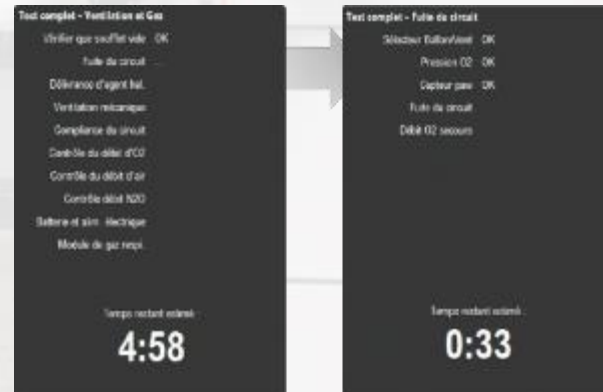 Test complet - Ventilation et Gaz
Vérifier que soufflet vide OK
Fuite du circuit ...
Délivrance d'agent hal.
Ventilation mécanique
Compliance du circuit
Contrôle du débit d'O2
Contrôle du débit d'air
Contrôle débit N2O
Batterie et alim. électrique
Module de gaz respi.
Temps restant estimé :
4:58
Test complet - Fuite de circuit
Sélecteur Ballon/Vent OK
Pression O2 OK
Capteur paw OK
Fuite du circuit
Débit O2 secours
Temps restant estimé :
0:33